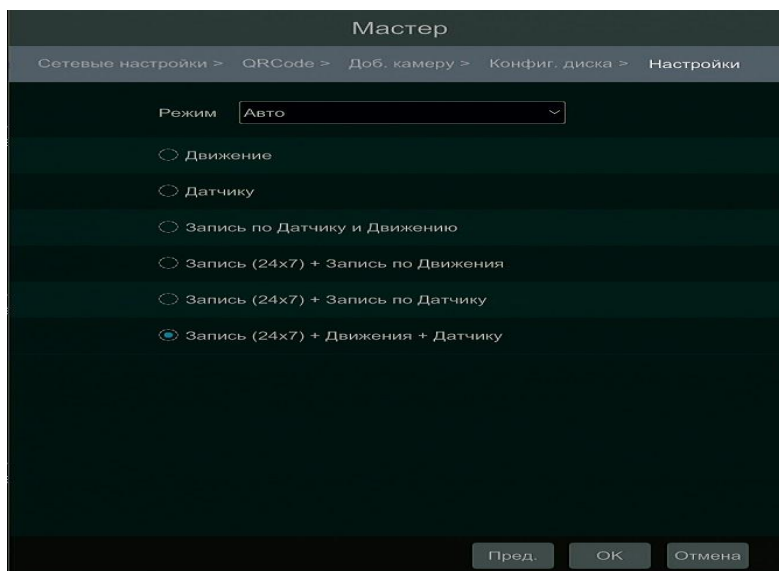 Мастер
Сетевые настройки > QRCode > Доб. камеру > Конфиг. диска > Настройки
Режим Авто
Движение
Датчику
Запись по Датчику и Движению
Запись (24x7) + Запись по Движения
Запись (24x7) + Запись по Датчику
Запись (24x7) + Движения + Датчику
Пред. OK Отмена